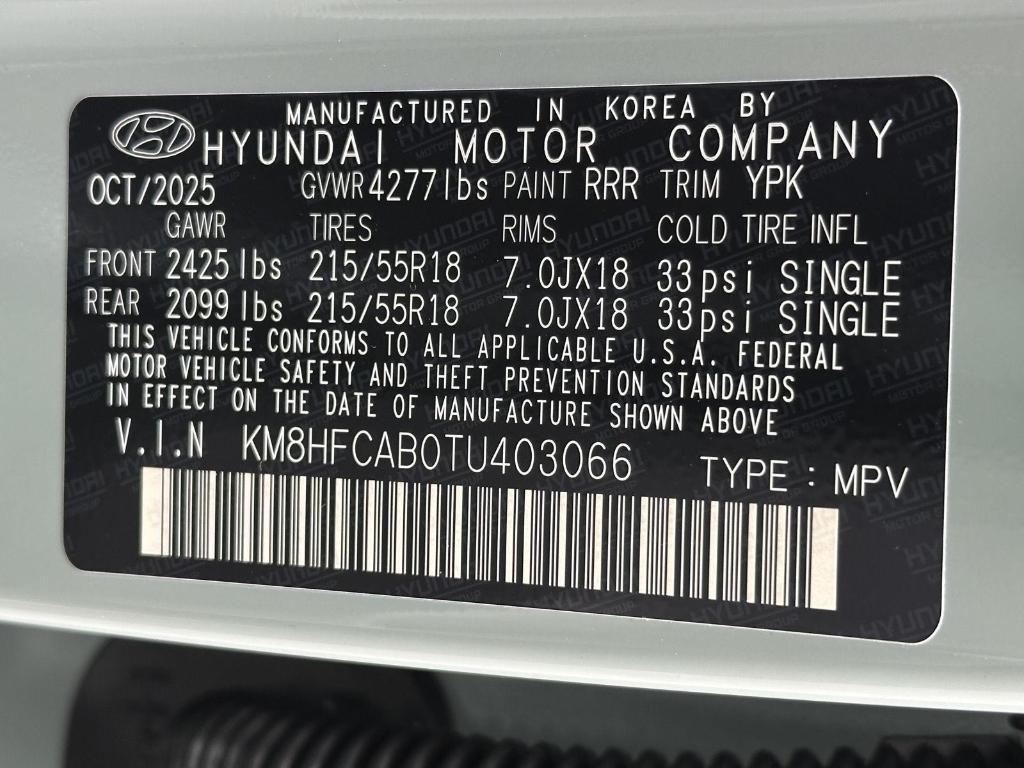 MANUFACTURED IN KOREA BY
HYUNDAI MOTOR COMPANY
OCT/2025 GVWR 4277lbs PAINT RRR TRIM YPK
GAWR TIRES RIMS COLD TIRE INFL
FRONT 2425 lbs 215/55R18 7.0JX18 33psi SINGLE
REAR 2099 lbs 215/55R18 7.0JX18 33psi SINGLE
THIS VEHICLE CONFORMS TO ALL APPLICABLE U.S.A. FEDERAL
MOTOR VEHICLE SAFETY AND THEFT PREVENTION STANDARDS
IN EFFECT ON THE DATE OF MANUFACTURE SHOWN ABOVE
V.I.N KM8HFCAB0TU403066 TYPE : MPV